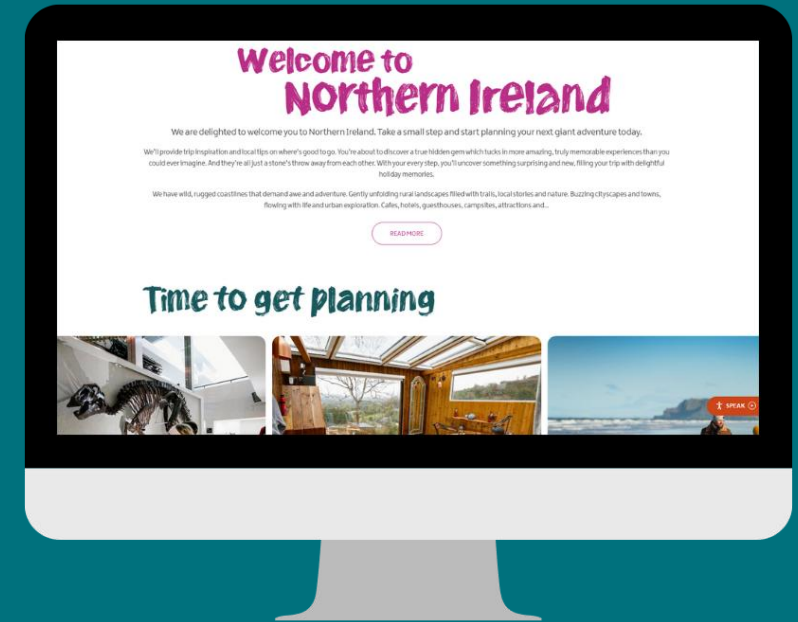 Welcome to
Northern Ireland
We are delighted to welcome you to Northern Ireland. Take a small step and start planning your next giant adventure today.
We'll provide trip inspiration and local tips on where's good to go. You're about to discover a true hidden gem which tucks in more amazing, truly memorable experiences than you
could ever imagine. And they're all just a stone's throw away from each other. With your every step, you'll uncover something surprising and new, filling your trip with delightful
holiday memories.
We have wild, rugged coastlines that demand awe and adventure. Gently unfolding rural landscapes filled with trails, local stories and nature. Buzzing cityscapes and towns,
flowing with life and urban exploration. Cafes, hotels, guesthouses, campsites, attractions and...
READ MORE
Time to get planning
SPEAK